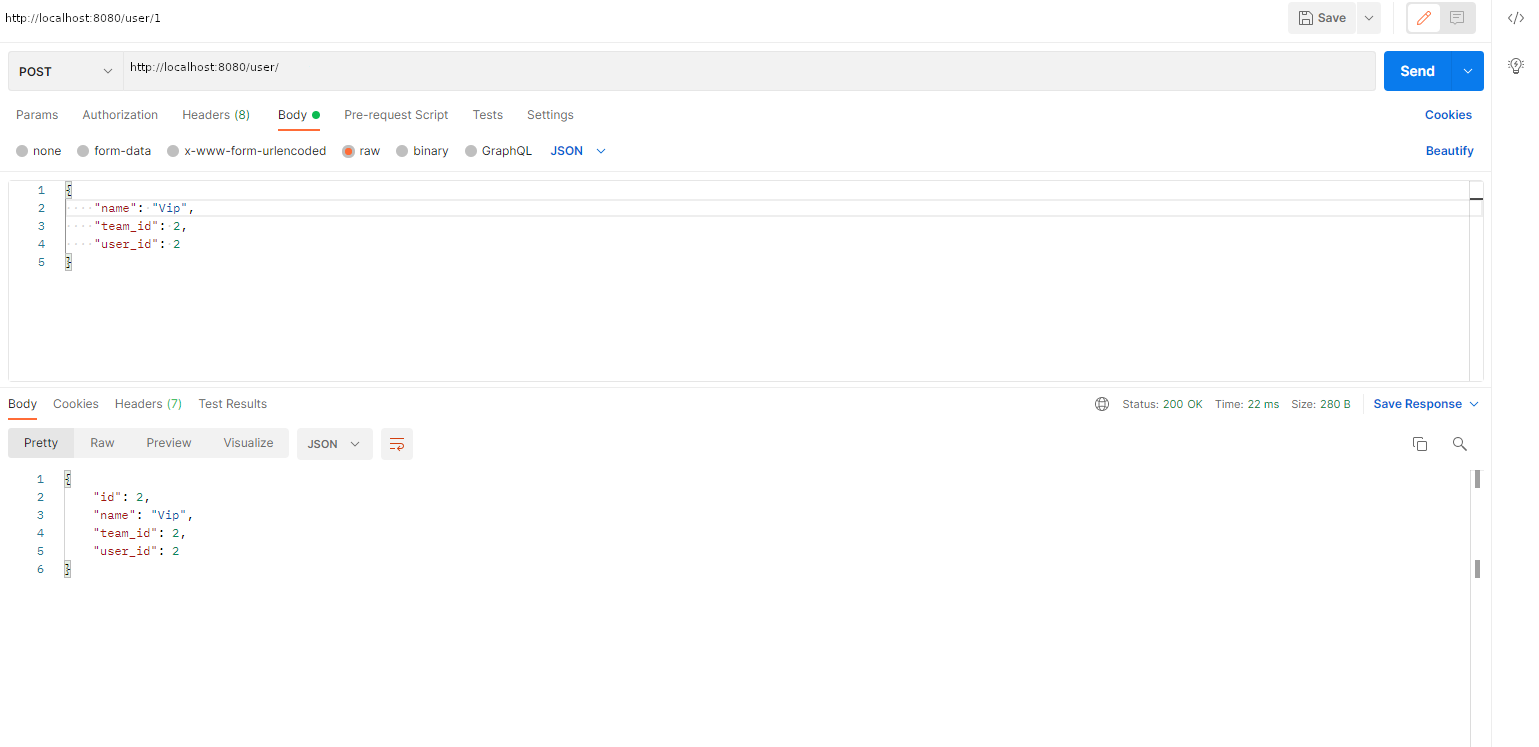 http://localhost:8080/user/1
Save
POST http://localhost:8080/user/ Send
Params Authorization Headers (8) Body Pre-request Script Tests Settings Cookies
none form-data x-www-form-urlencoded raw binary GraphQL JSON Beautify
1 {
2 "name": "Vip",
3 "team_id": 2,
4 "user_id": 2
5 }
Body Cookies Headers (7) Test Results Status: 200 OK Time: 22 ms Size: 280 B Save Response
Pretty Raw Preview Visualize JSON
1 {
2 "id": 2,
3 "name": "Vip",
4 "team_id": 2,
5 "user_id": 2
6 }